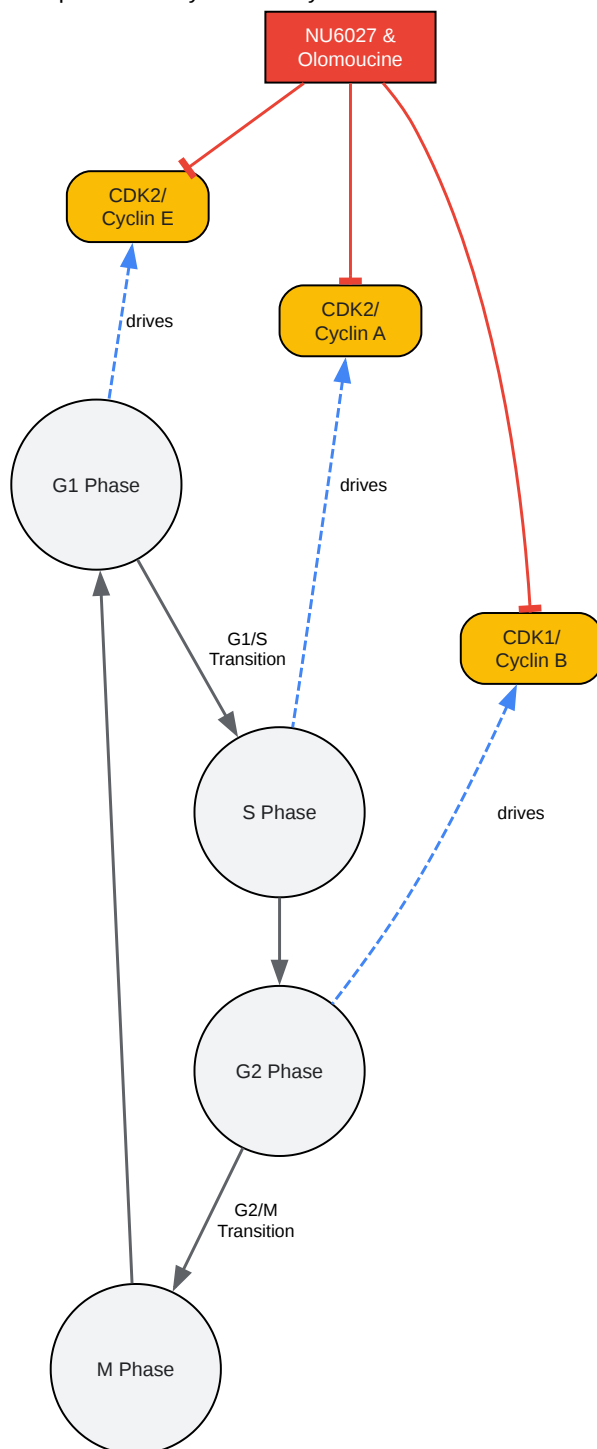 NU6027 &
Olomoucine
CDK2/
Cyclin E
CDK2/
Cyclin A
drives
G1 Phase
drives
G1/S
Transition
CDK1/
Cyclin B
S Phase
drives
G2 Phase
G2/M
Transition
M Phase